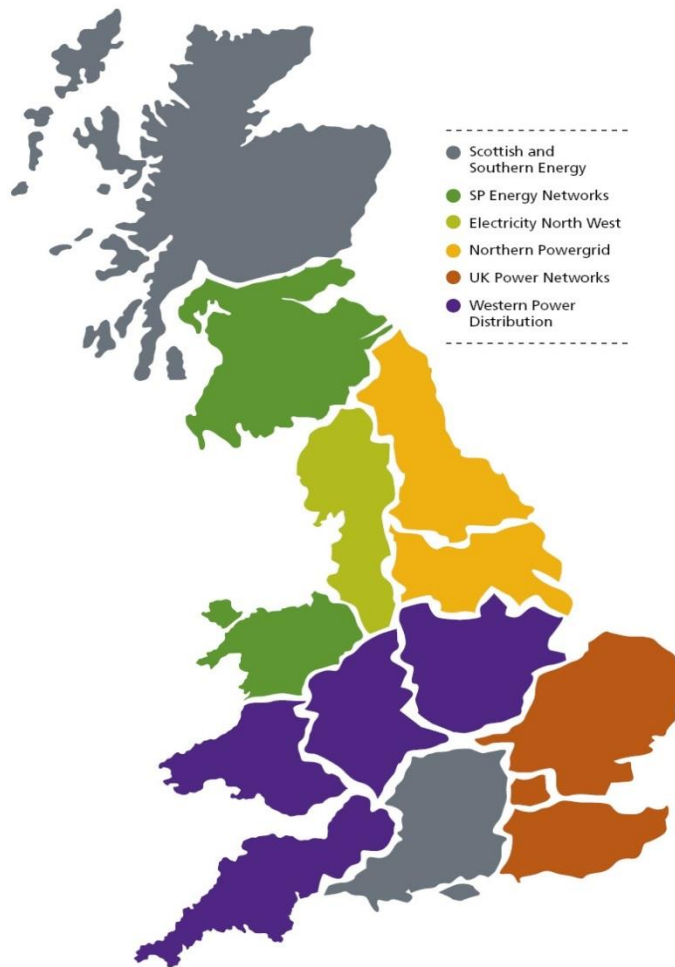 Scottish and
Southern Energy
SP Energy Networks
Electricity North West
Northern Powergrid
UK Power Networks
Western Power
Distribution